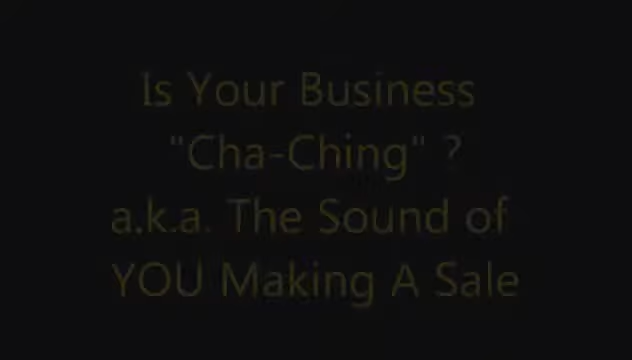 Is Your Business
"Cha-Ching" ?
a.k.a. The Sound of
YOU Making A Sale